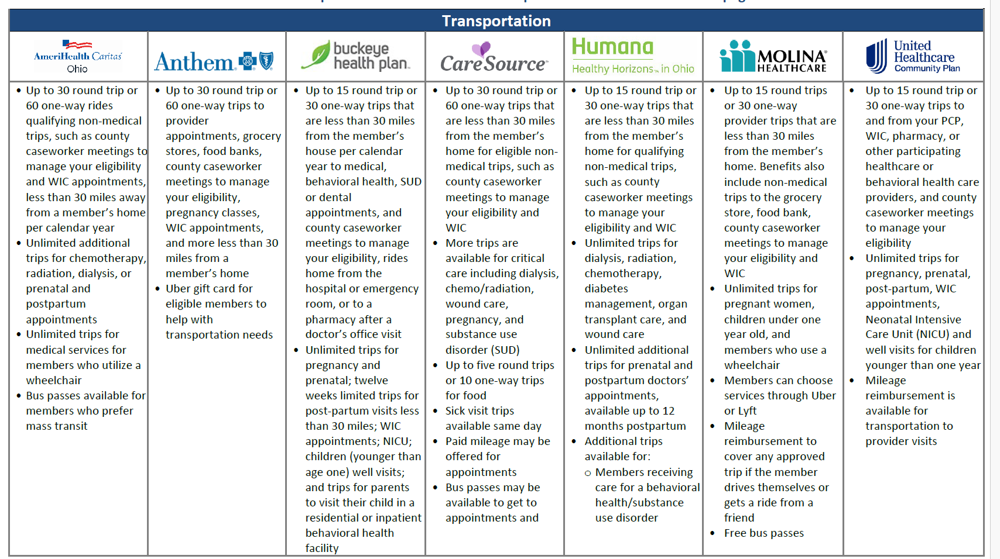 Transportation
AmeriHealth Caritas
Ohio
Up to 30 round trip or
60 one-way rides
qualifying non-medical
trips, such as county
caseworker meetings to
manage your eligibility
and WIC appointments,
less than 30 miles away
from a member's home
per calendar year
Unlimited additional
trips for chemotherapy,
radiation, dialysis, or
prenatal and
postpartum
appointments
Unlimited trips for
medical services for
members who utilize a
wheelchair
Bus passes available for
members who prefer
mass transit
Anthem
Up to 30 round trip or
60 one-way trips to
provider
appointments, grocery
stores, food banks,
county caseworker
meetings to manage
your eligibility,
pregnancy classes,
WIC appointments,
and more less than 30
miles from a
member's home
Uber gift card for
eligible members to
help with
transportation needs
buckeye
health plan
Up to 15 round trip or
30 one-way trips that
are less than 30 miles
from the member's
house per calendar
year to medical,
behavioral health, SUD
or dental
appointments, and
county caseworker
meetings to manage
your eligibility, rides
home from the
hospital or emergency
room, or to a
pharmacy after a
doctor's office visit
Unlimited trips for
pregnancy and
prenatal; twelve
weeks limited trips for
post-partum visits less
than 30 miles; WIC
appointments; NICU;
children (younger than
age one) well visits;
and trips for parents
to visit their child in a
residential or inpatient
behavioral health
facility
CareSource
Up to 30 round trip or
60 one-way trips that
are less than 30 miles
from the member's
home for eligible non-
medical trips, such as
county caseworker
meetings to manage
your eligibility and
WIC
More trips are
available for critical
care including dialysis,
chemo/radiation,
wound care,
pregnancy, and
substance use
disorder (SUD)
Up to five round trips
or 10 one-way trips
for food
Sick visit trips
available same day
Paid mileage may be
offered for
appointments
Bus passes may be
available to get to
appointments and
Humana
Healthy Horizons™ in Ohio
Up to 15 round trip or
30 one-way trips that
are less than 30 miles
from the member's
home for qualifying
non-medical trips,
such as county
caseworker meetings
to manage your
eligibility and WIC
Unlimited trips for
dialysis, radiation,
chemotherapy,
diabetes
management, organ
transplant care, and
wound care
Unlimited additional
trips for prenatal and
postpartum doctors'
appointments,
available up to 12
months postpartum
Additional trips
available for:
Members receiving
care for a behavioral
health/substance
use disorder
MOLINA®
HEALTHCARE
Up to 15 round trips
or 30 one-way
provider trips that are
less than 30 miles
from the member's
home. Benefits also
include non-medical
trips to the grocery
store, food bank,
county caseworker
meetings to manage
your eligibility and
WIC
Unlimited trips for
pregnant women,
children under one
year old, and
members who use a
wheelchair
Members can choose
services through Uber
or Lyft
Mileage
reimbursement to
cover any approved
trip if the member
drives themselves or
gets a ride from a
friend
Free bus passes
United
Healthcare
Community Plan
Up to 15 round trip or
30 one-way trips to
and from your PCP,
WIC, pharmacy, or
other participating
healthcare or
behavioral health care
providers, and county
caseworker meetings
to manage your
eligibility
Unlimited trips for
pregnancy, prenatal,
post-partum, WIC
appointments,
Neonatal Intensive
Care Unit (NICU) and
well visits for children
younger than one year
Mileage
reimbursement is
available for
transportation to
provider visits